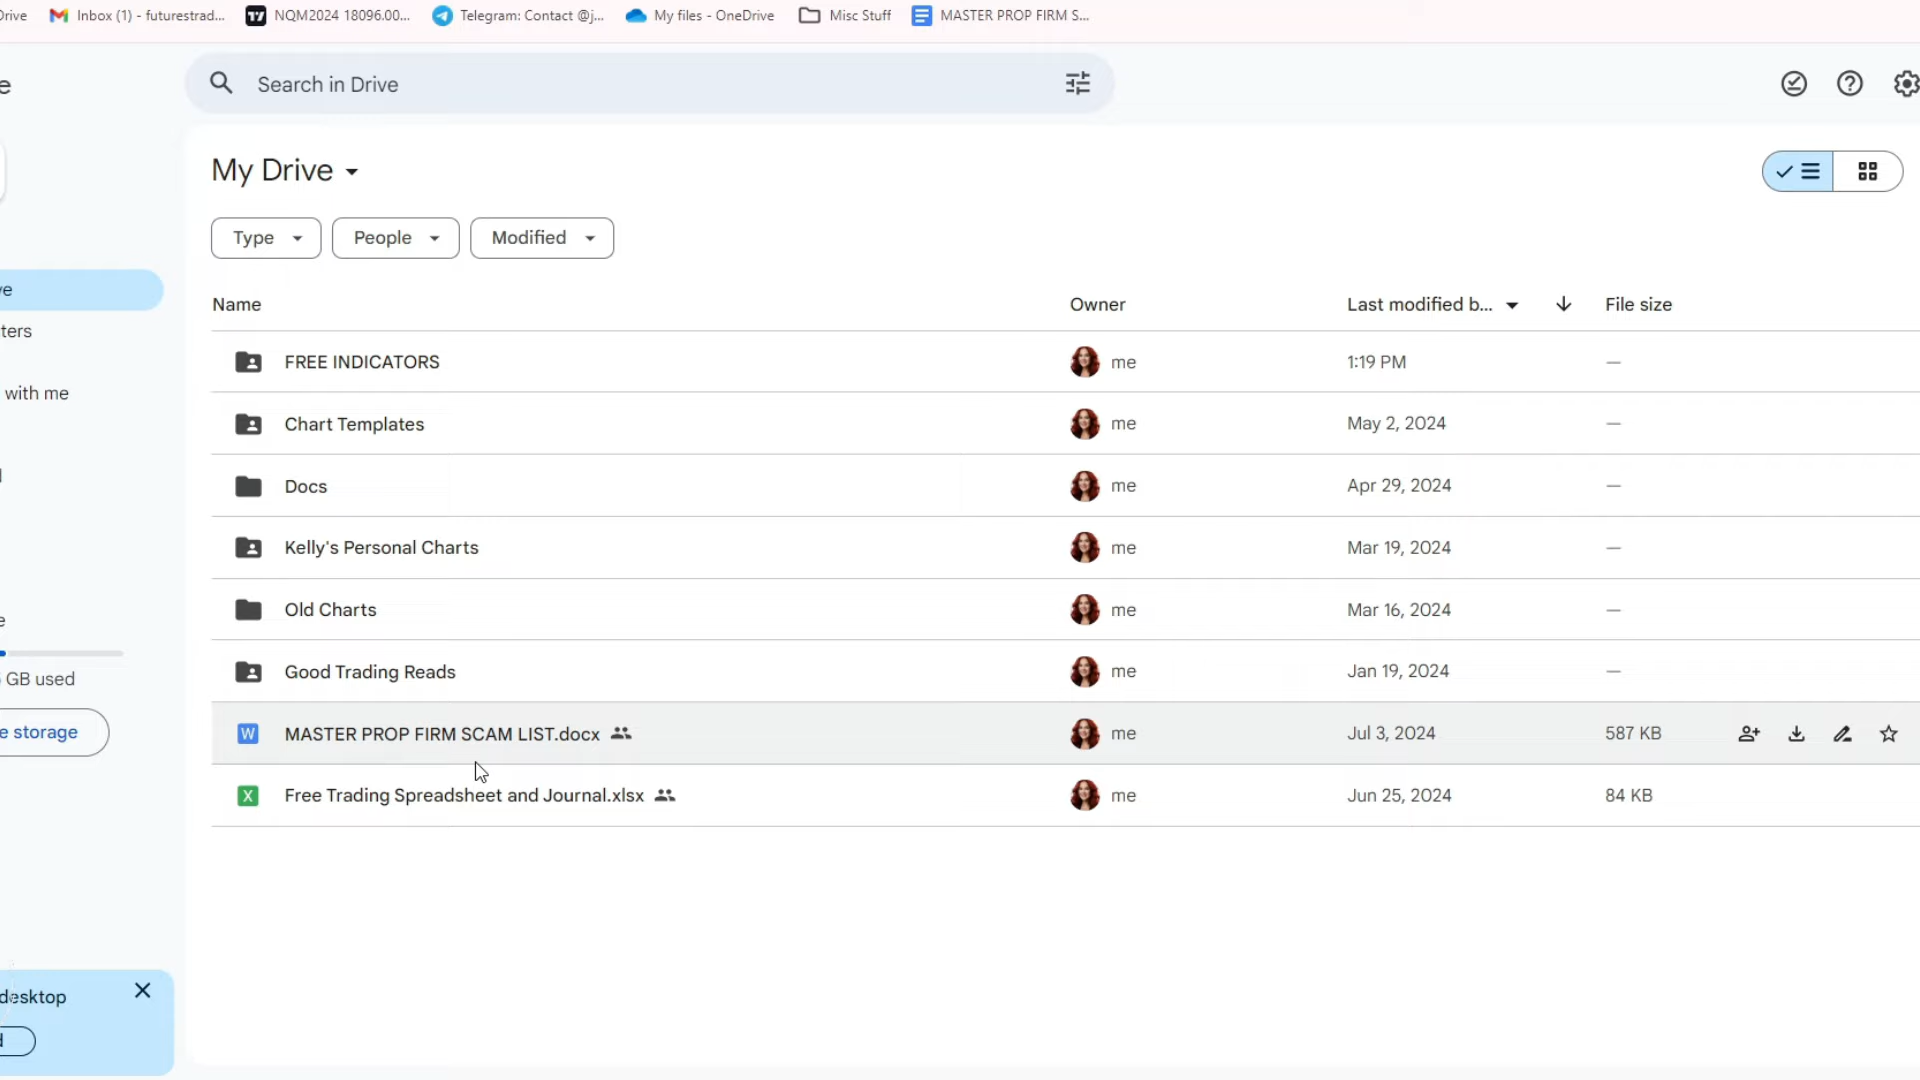 Drive
Inbox (1) - futurestrad...
NQM2024 18096.00...
Telegram: Contact @j...
My files - OneDrive
Misc Stuff
MASTER PROP FIRM S...
e
Search in Drive
My Drive
Type
People
Modified
ve
ters
with me
e
GB used
e storage
desktop
d
Name Owner Last modified b... File size
FREE INDICATORS me 1:19 PM —
Chart Templates me May 2, 2024 —
Docs me Apr 29, 2024 —
Kelly's Personal Charts me Mar 19, 2024 —
Old Charts me Mar 16, 2024 —
Good Trading Reads me Jan 19, 2024 —
W MASTER PROP FIRM SCAM LIST.docx me Jul 3, 2024 587 KB
X Free Trading Spreadsheet and Journal.xlsx me Jun 25, 2024 84 KB